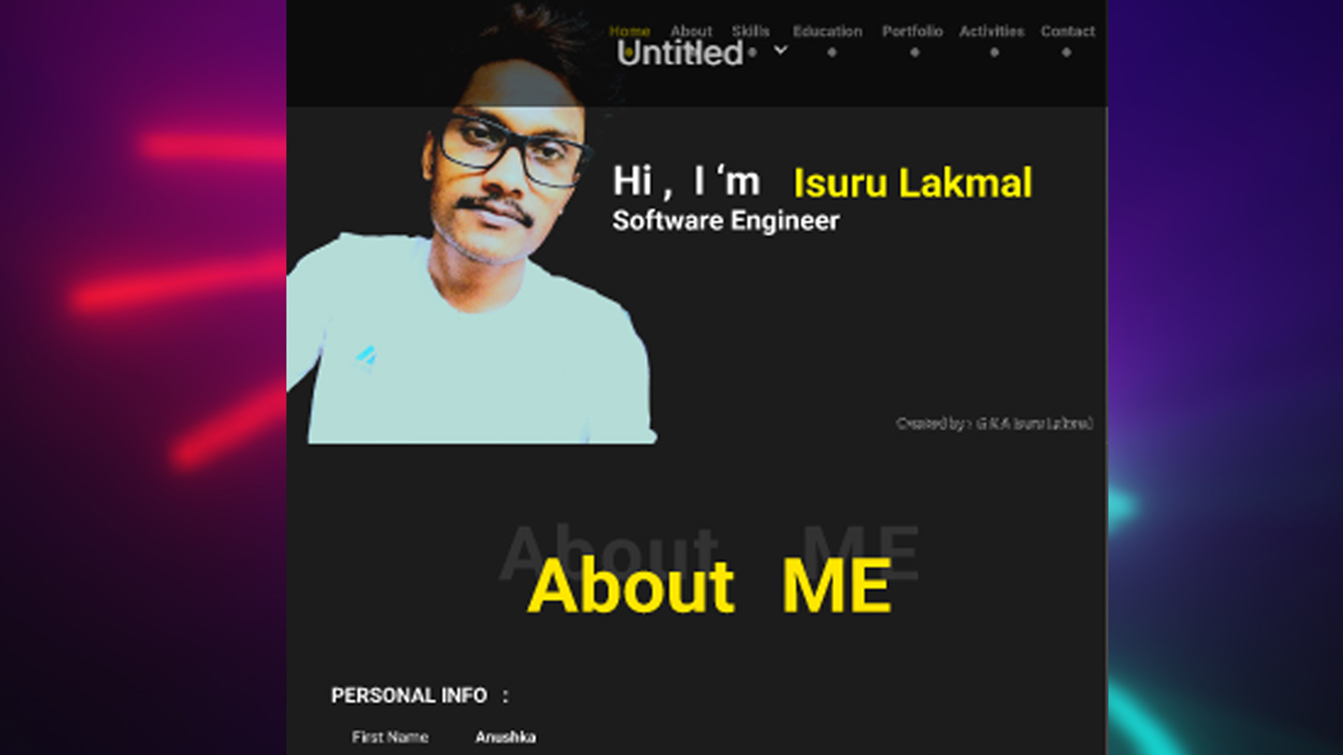 Home About Skills Education Portfolio Activities Contact
Untitled
Hi , I ‘m Isuru Lakmal
Software Engineer
Created by : G K A Isuru Lakmal
About ME
About ME
PERSONAL INFO :
First Name Anushka